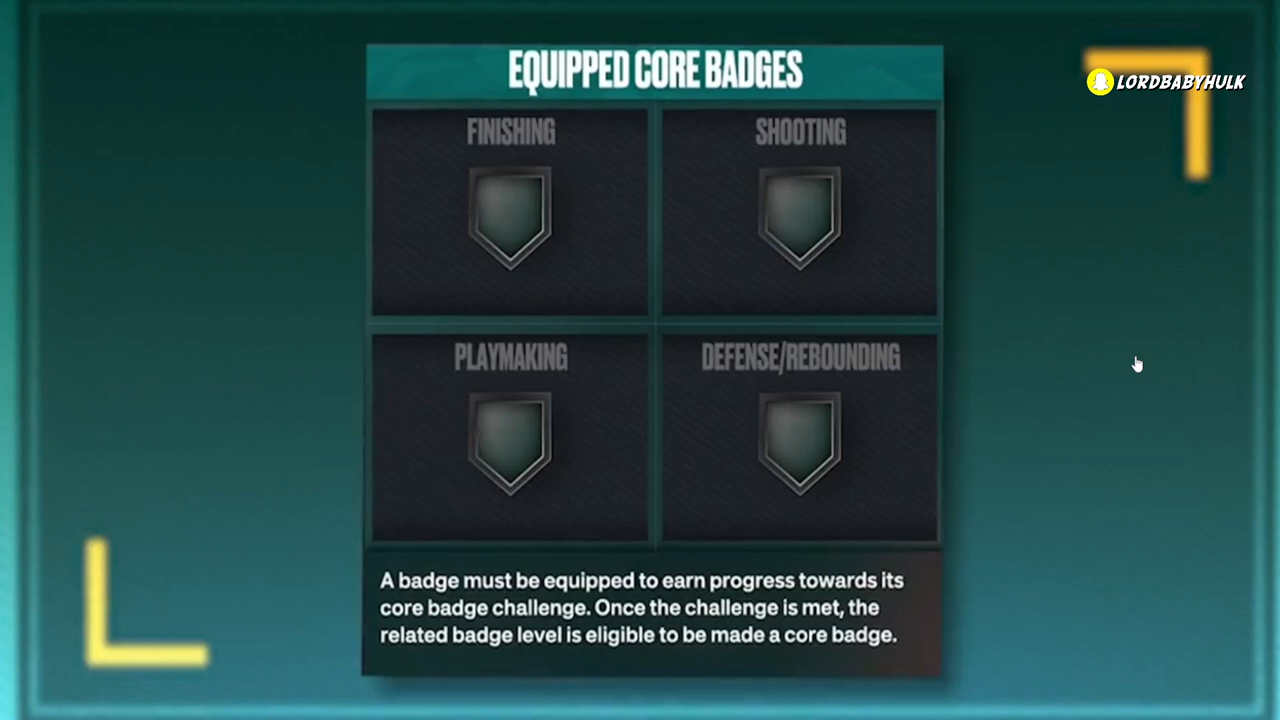 EQUIPPED CORE BADGES
LORDBABYHULK
FINISHING
SHOOTING
PLAYMAKING
DEFENSE/REBOUNDING
A badge must be equipped to earn progress towards its
core badge challenge. Once the challenge is met, the
related badge level is eligible to be made a core badge.